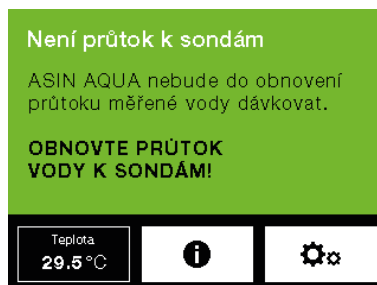 Není průtok k sondám
ASIN AQUA nebude do obnovení
průtoku měřené vody dávkovat.
OBNOVTE PRŮTOK
VODY K SONDÁM!
Teplota
29.5°C